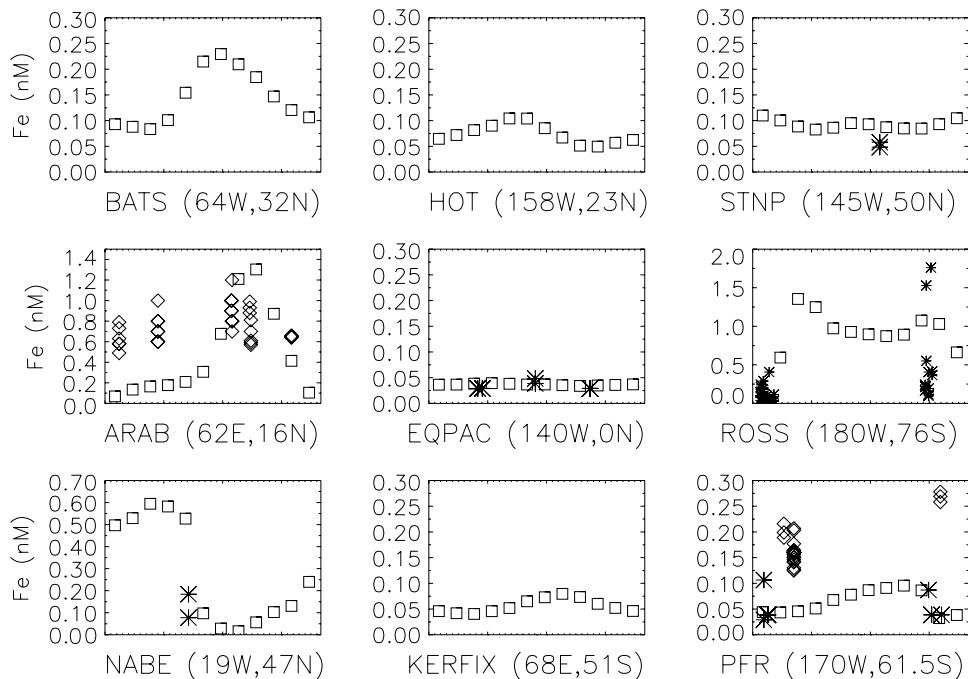 0.30 0.30 0.30
0.25 0.25 0.25
0.20 0.20 0.20
0.15 0.15 0.15
0.10 0.10 0.10
0.05 0.05 0.05
0.00 0.00 0.00
Fe (nM)
BATS (64W,32N) HOT (158W,23N) STNP (145W,50N)
1.4 0.30 2.0
1.2 0.25 1.5
1.0 0.20 1.0
0.8 0.15 0.5
0.6 0.10 0.0
0.4 0.05
0.2 0.00
0.0
Fe (nM)
ARAB (62E,16N) EQPAC (140W,0N) ROSS (180W,76S)
0.70 0.30 0.30
0.60 0.25 0.25
0.50 0.20 0.20
0.40 0.15 0.15
0.30 0.10 0.10
0.20 0.05 0.05
0.10 0.00 0.00
0.00
Fe (nM)
NABE (19W,47N) KERFIX (68E,51S) PFR (170W,61.5S)